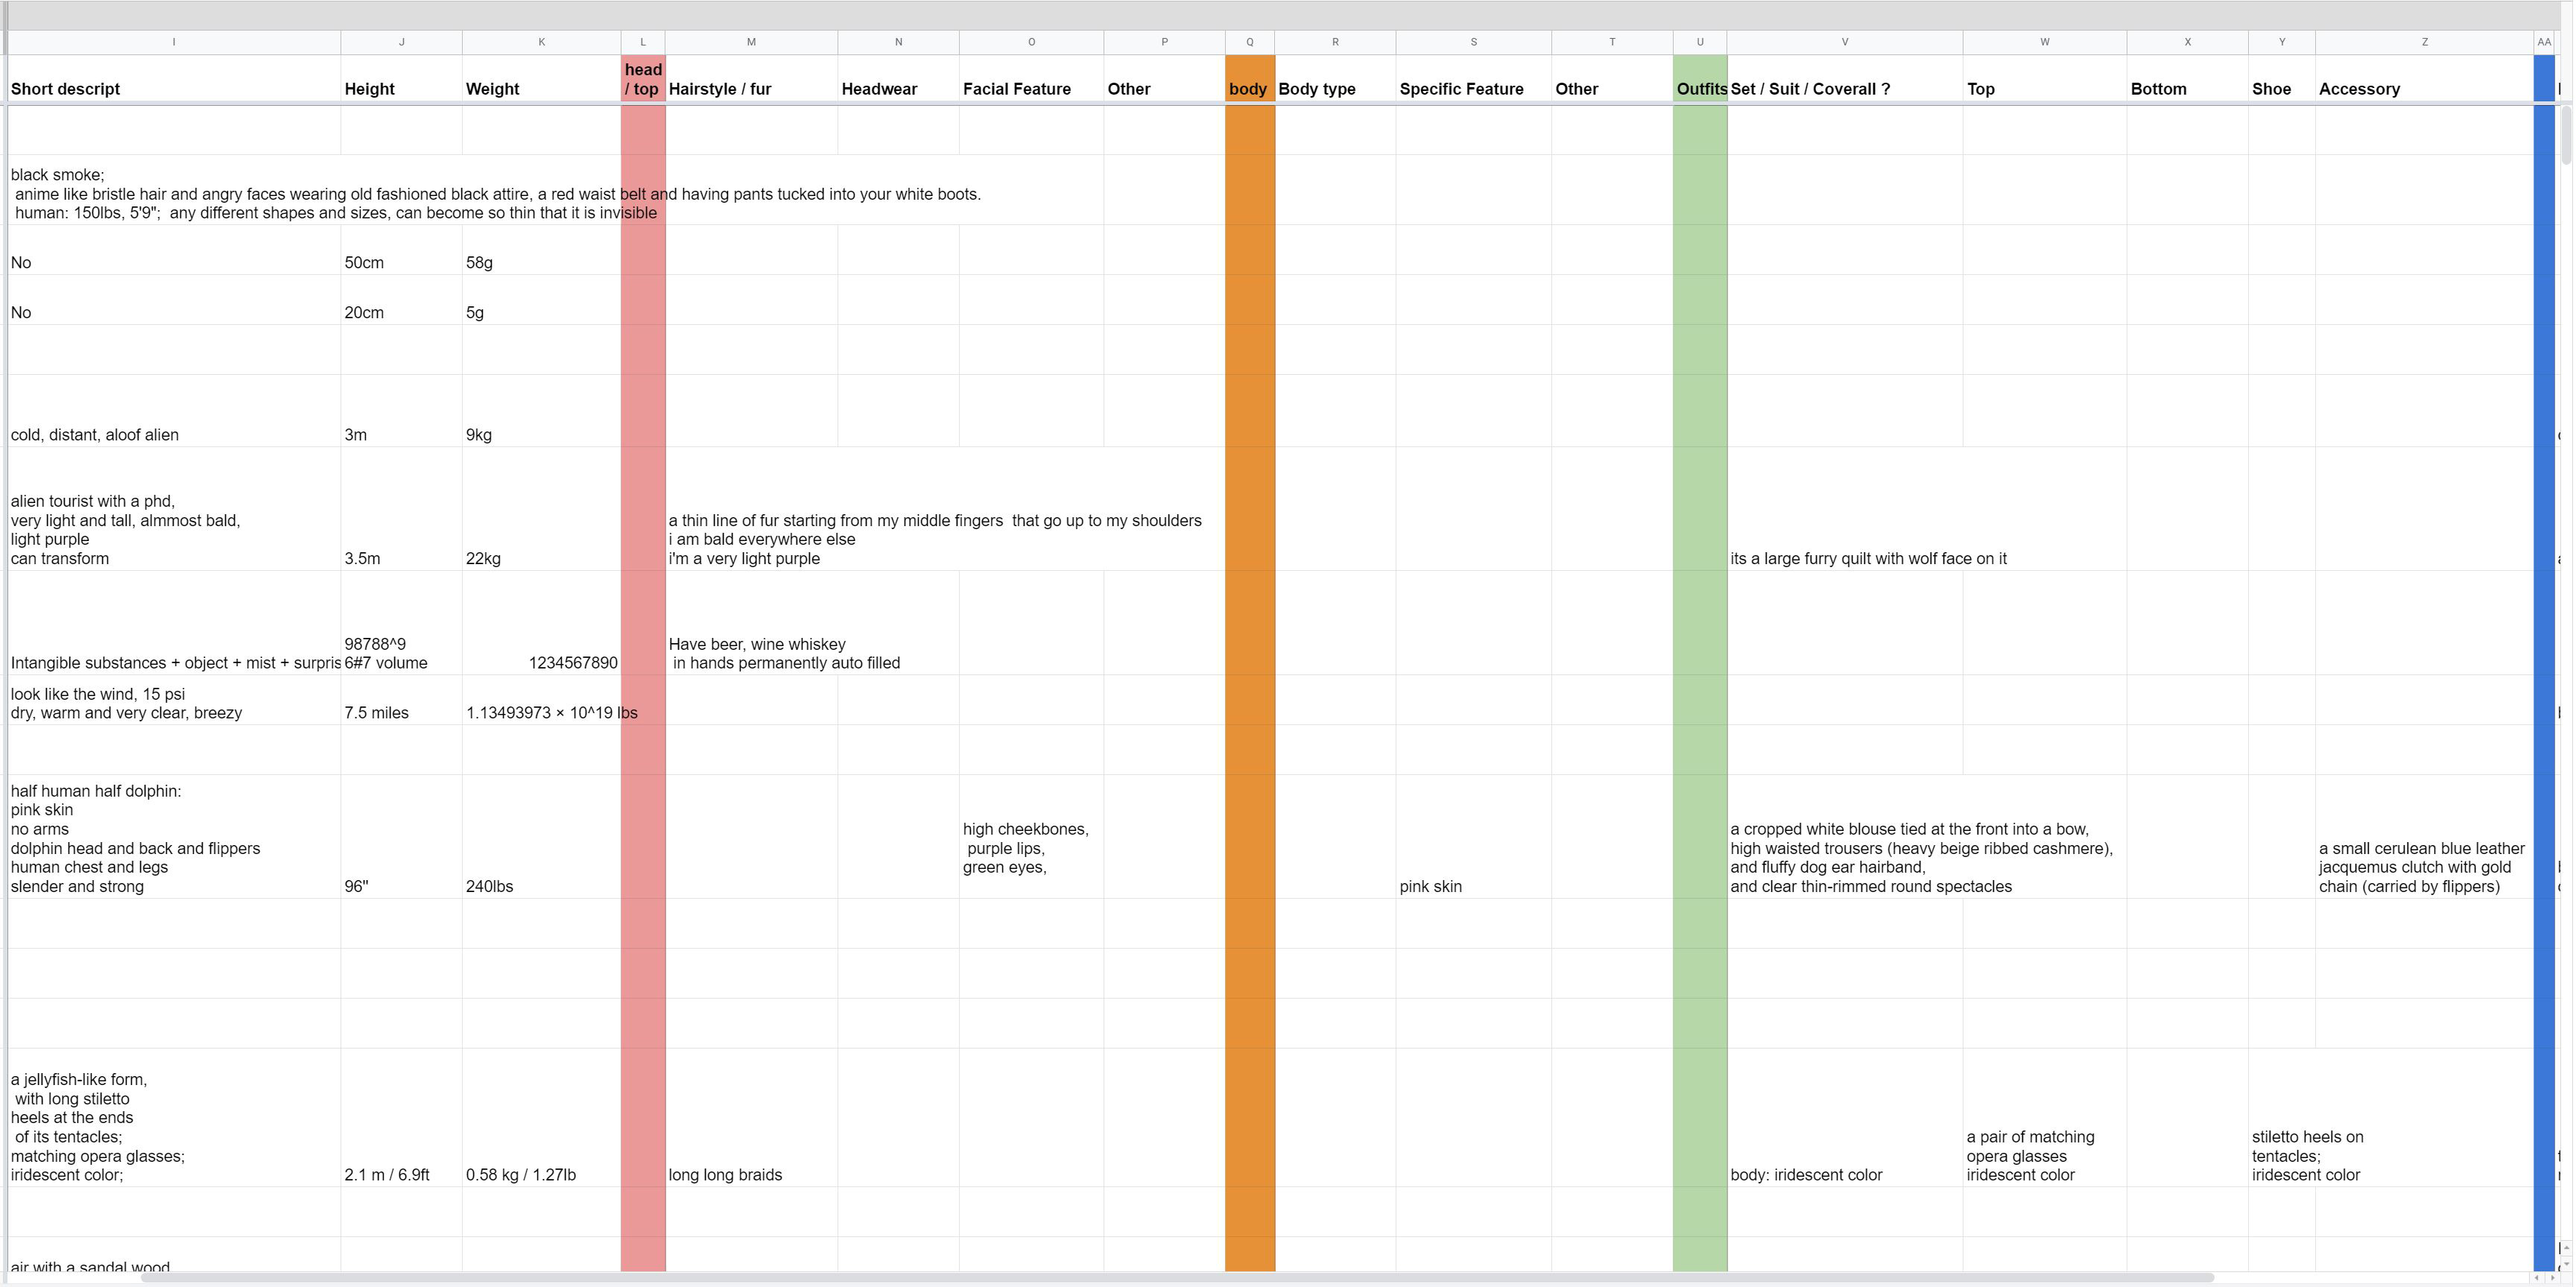 I J K L M N O P Q R S T U V W X Y Z AA
Short descript Height Weight head / top Hairstyle / fur Headwear Facial Feature Other body Body type Specific Feature Other Outfits Set / Suit / Coverall ? Top Bottom Shoe Accessory
black smoke;
anime like bristle hair and angry faces wearing old fashioned black attire, a red waist belt and having pants tucked into your white boots.
human: 150lbs, 5'9"; any different shapes and sizes, can become so thin that it is invisible
No 50cm 58g
No 20cm 5g
cold, distant, aloof alien 3m 9kg
alien tourist with a phd,
very light and tall, almmost bald,
light purple
can transform
3.5m
22kg
a thin line of fur starting from my middle fingers that go up to my shoulders
i am bald everywhere else
i'm a very light purple
its a large furry quilt with wolf face on it
Intangible substances + object + mist + surpris
98788^9
6#7 volume
1234567890
Have beer, wine whiskey
in hands permanently auto filled
look like the wind, 15 psi
dry, warm and very clear, breezy
7.5 miles
1.13493973 × 10^19 lbs
half human half dolphin:
pink skin
no arms
dolphin head and back and flippers
human chest and legs
slender and strong
96"
240lbs
high cheekbones,
purple lips,
green eyes,
pink skin
a cropped white blouse tied at the front into a bow,
high waisted trousers (heavy beige ribbed cashmere),
and fluffy dog ear hairband,
and clear thin-rimmed round spectacles
a small cerulean blue leather
jacquemus clutch with gold
chain (carried by flippers)
a jellyfish-like form,
with long stiletto
heels at the ends
of its tentacles;
matching opera glasses;
iridescent color;
2.1 m / 6.9ft
0.58 kg / 1.27lb
long long braids
body: iridescent color
a pair of matching
opera glasses
iridescent color
stiletto heels on
tentacles;
iridescent color
air with a sandal wood